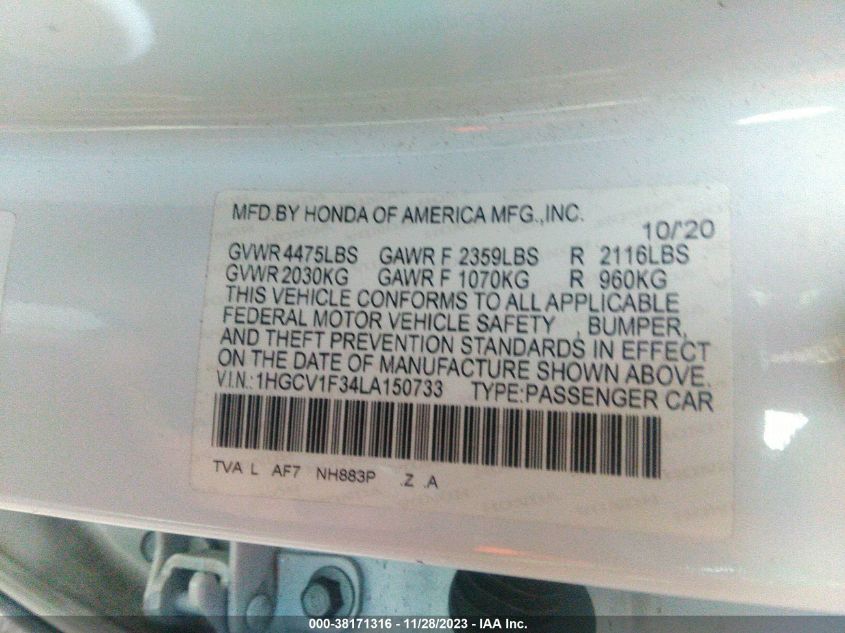 MFD.BY HONDA OF AMERICA MFG.,INC.
10/'20
GVWR 4475LBS GAWR F 2359LBS R 2116LBS
GVWR 2030KG GAWR F 1070KG R 960KG
THIS VEHICLE CONFORMS TO ALL APPLICABLE
FEDERAL MOTOR VEHICLE SAFETY , BUMPER,
AND THEFT PREVENTION STANDARDS IN EFFECT
ON THE DATE OF MANUFACTURE SHOWN ABOVE.
V.I.N.:1HGCV1F34LA150733 TYPE:PASSENGER CAR
TVA L AF7 NH883P .Z .A
000-38171316 - 11/28/2023 - IAA Inc.